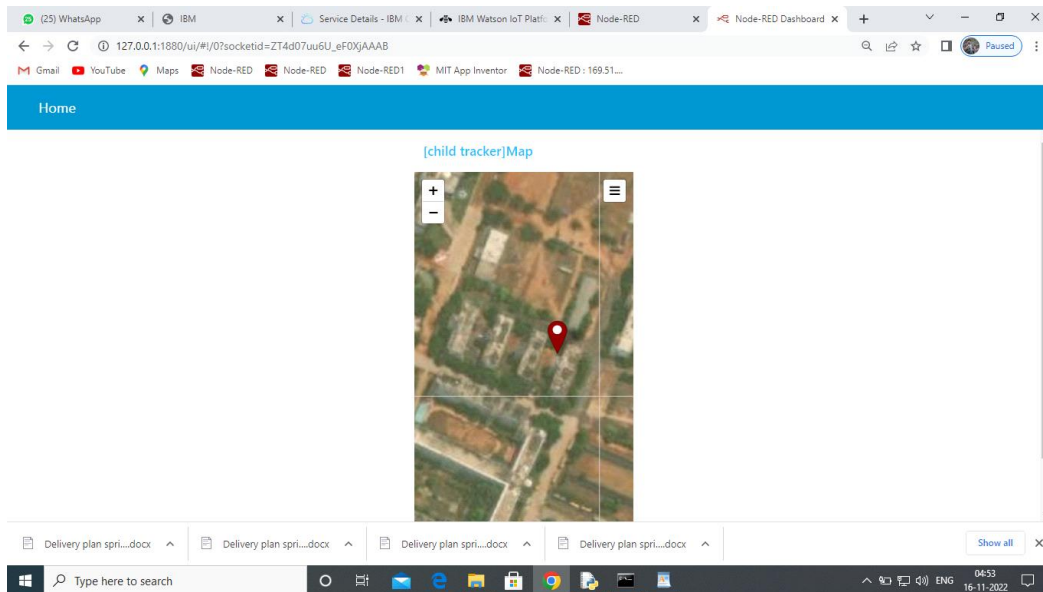 (25) WhatsApp
IBM
Service Details - IBM C
IBM Watson IoT Platfo
Node-RED
Node-RED Dashboard
127.0.0.1:1880/ui/#!/0?socketid=ZT4d07uu6U_eF0XjAAAB
Paused
Gmail
YouTube
Maps
Node-RED
Node-RED
Node-RED1
MIT App Inventor
Node-RED : 169.51....
Home
[child tracker]Map
+
−
Delivery plan spri....docx
Delivery plan spri....docx
Delivery plan spri....docx
Delivery plan spri....docx
Show all
Type here to search
ENG
04:53
16-11-2022